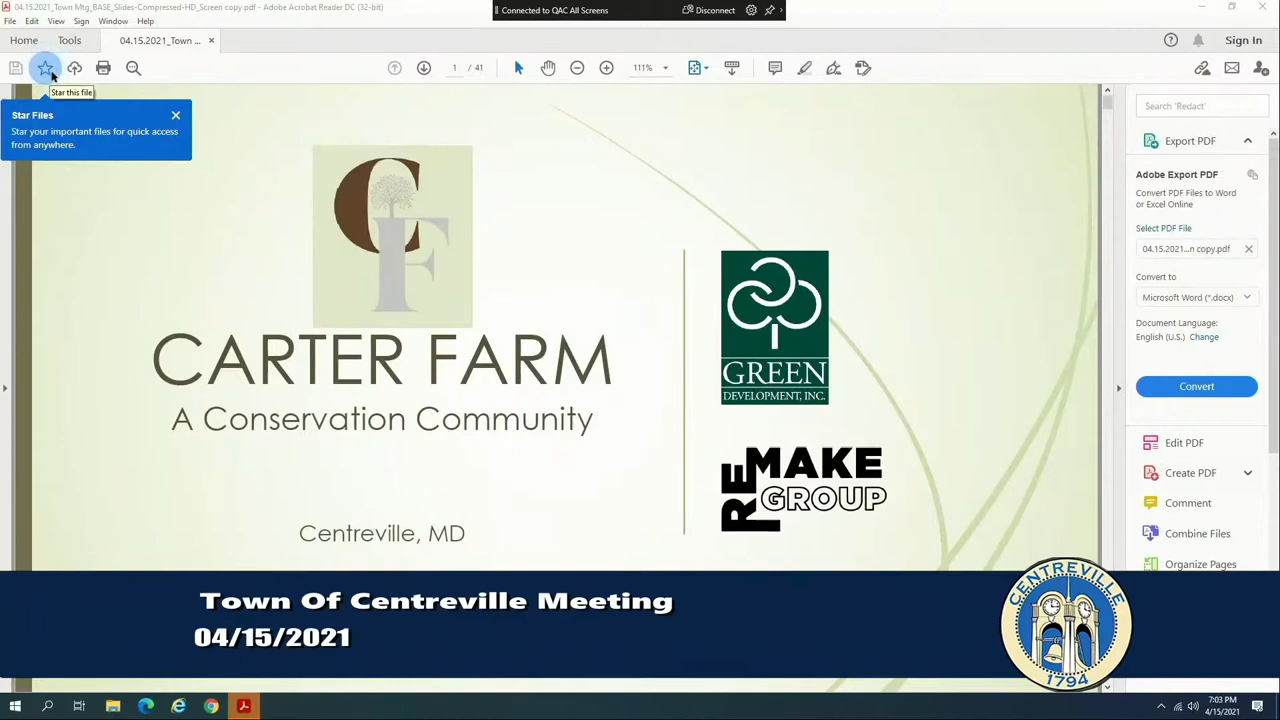 04.15.2021_Town Mtg_BASE_Slides-Compressed-HD_Screen copy.pdf - Adobe Acrobat Reader DC (32-bit)
Connected to QAC All Screens
Disconnect
File Edit View Sign Window Help
Home Tools 04.15.2021_Town ... ×
Sign In
1 / 41
111%
Start this file
Star Files
Star your important files for quick access
from anywhere.
Search 'Redact'
Export PDF
Adobe Export PDF
Convert PDF Files to Word
or Excel Online
Select PDF File
04.15.2021...n copy.pdf
Convert to
Microsoft Word (*.docx)
Document Language:
English (U.S.) Change
Convert
Edit PDF
Create PDF
Comment
Combine Files
Organize Pages
CF
CARTER FARM
A Conservation Community
Centreville, MD
GREEN
DEVELOPMENT, INC.
REMAKE
GROUP
Town Of Centreville Meeting
04/15/2021
CENTREVILLE
1794
7:03 PM
4/15/2021